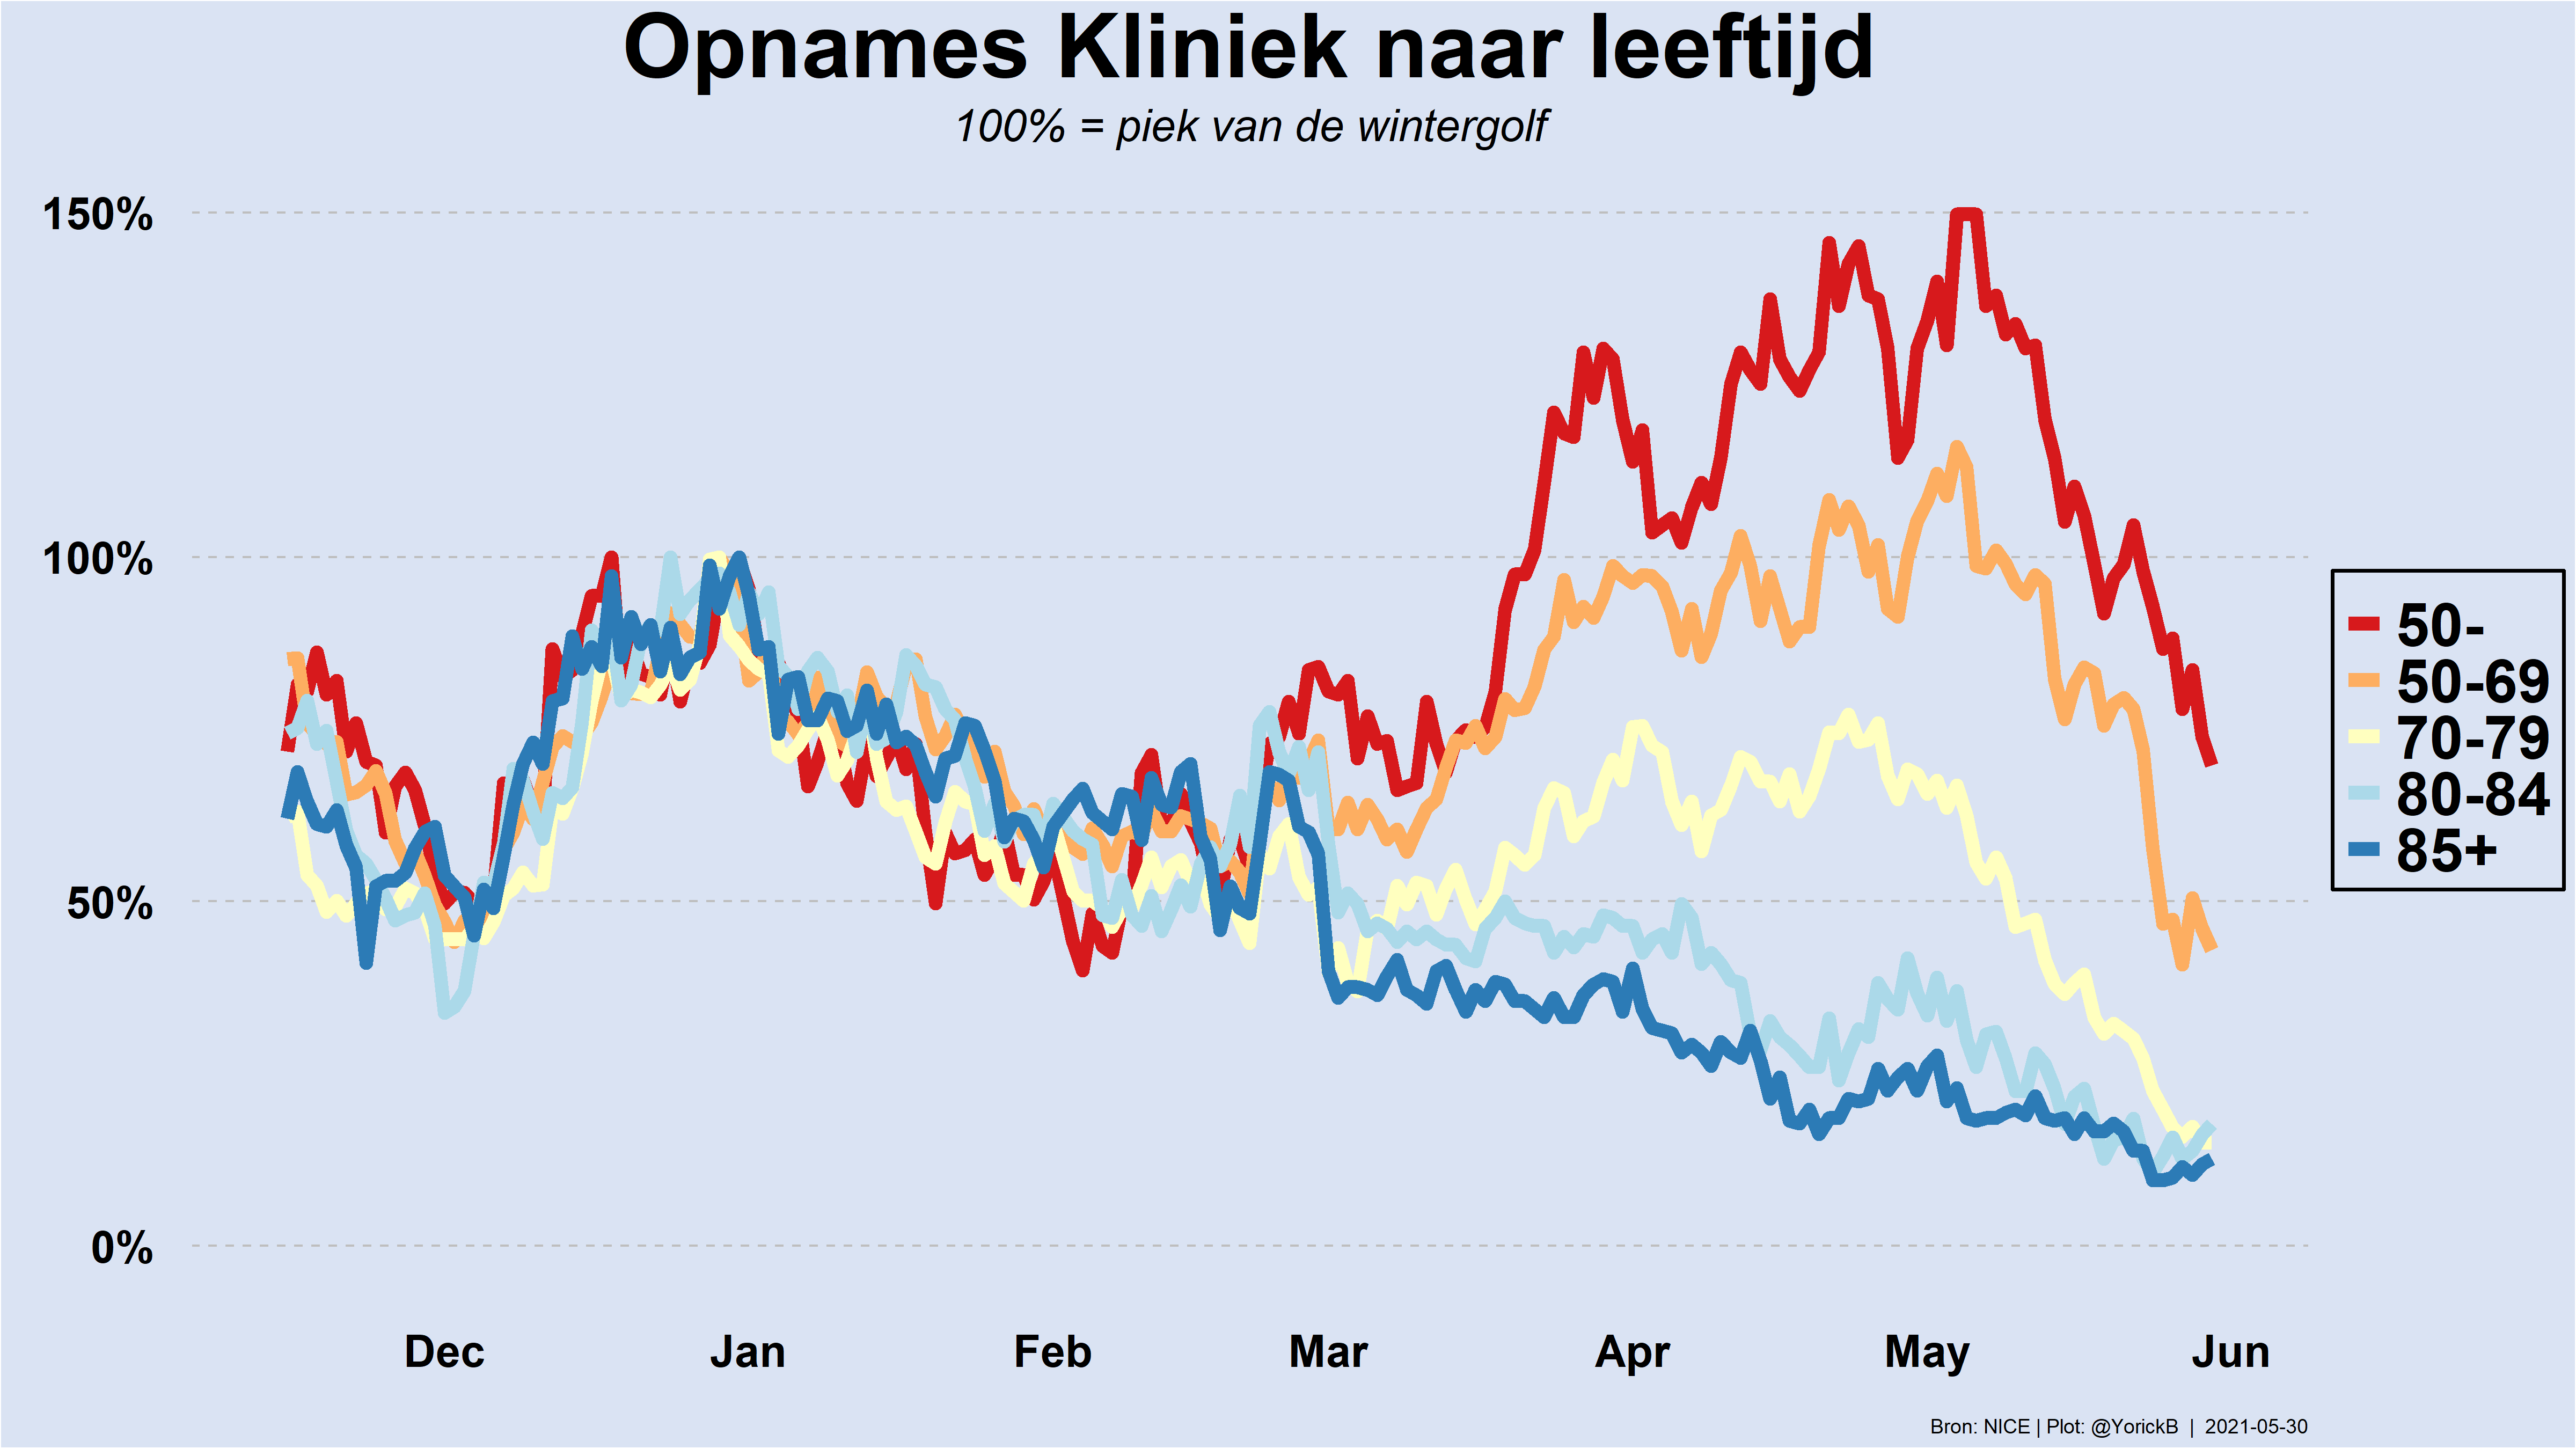 Opnames Kliniek naar leeftijd
100% = piek van de wintergolf
150%
100%
50%
0%
50-
50-69
70-79
80-84
85+
Dec Jan Feb Mar Apr May Jun
Bron: NICE | Plot: @YorickB | 2021-05-30